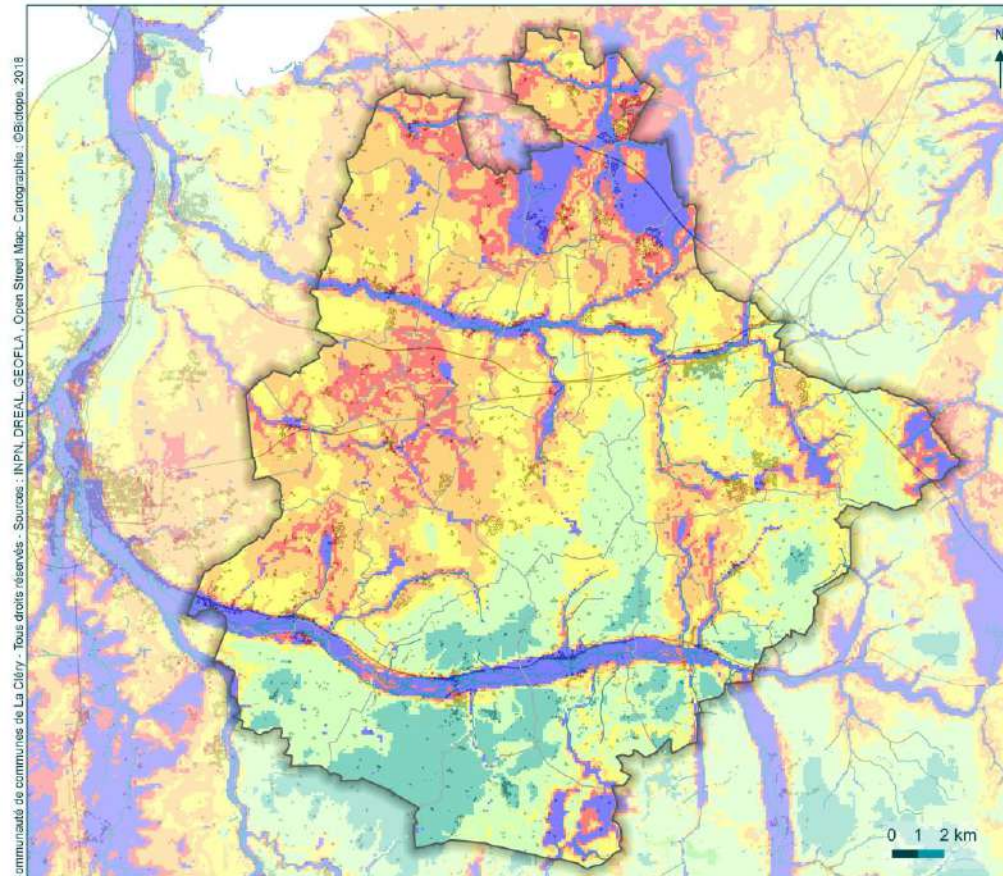 ommunauté de communes de La Cléry - Tous droits réservés - Sources : INPN, DREAL, GEOFLA , Open Street Map- Cartographie : ©Biotope, 2018
N
0 1 2 km